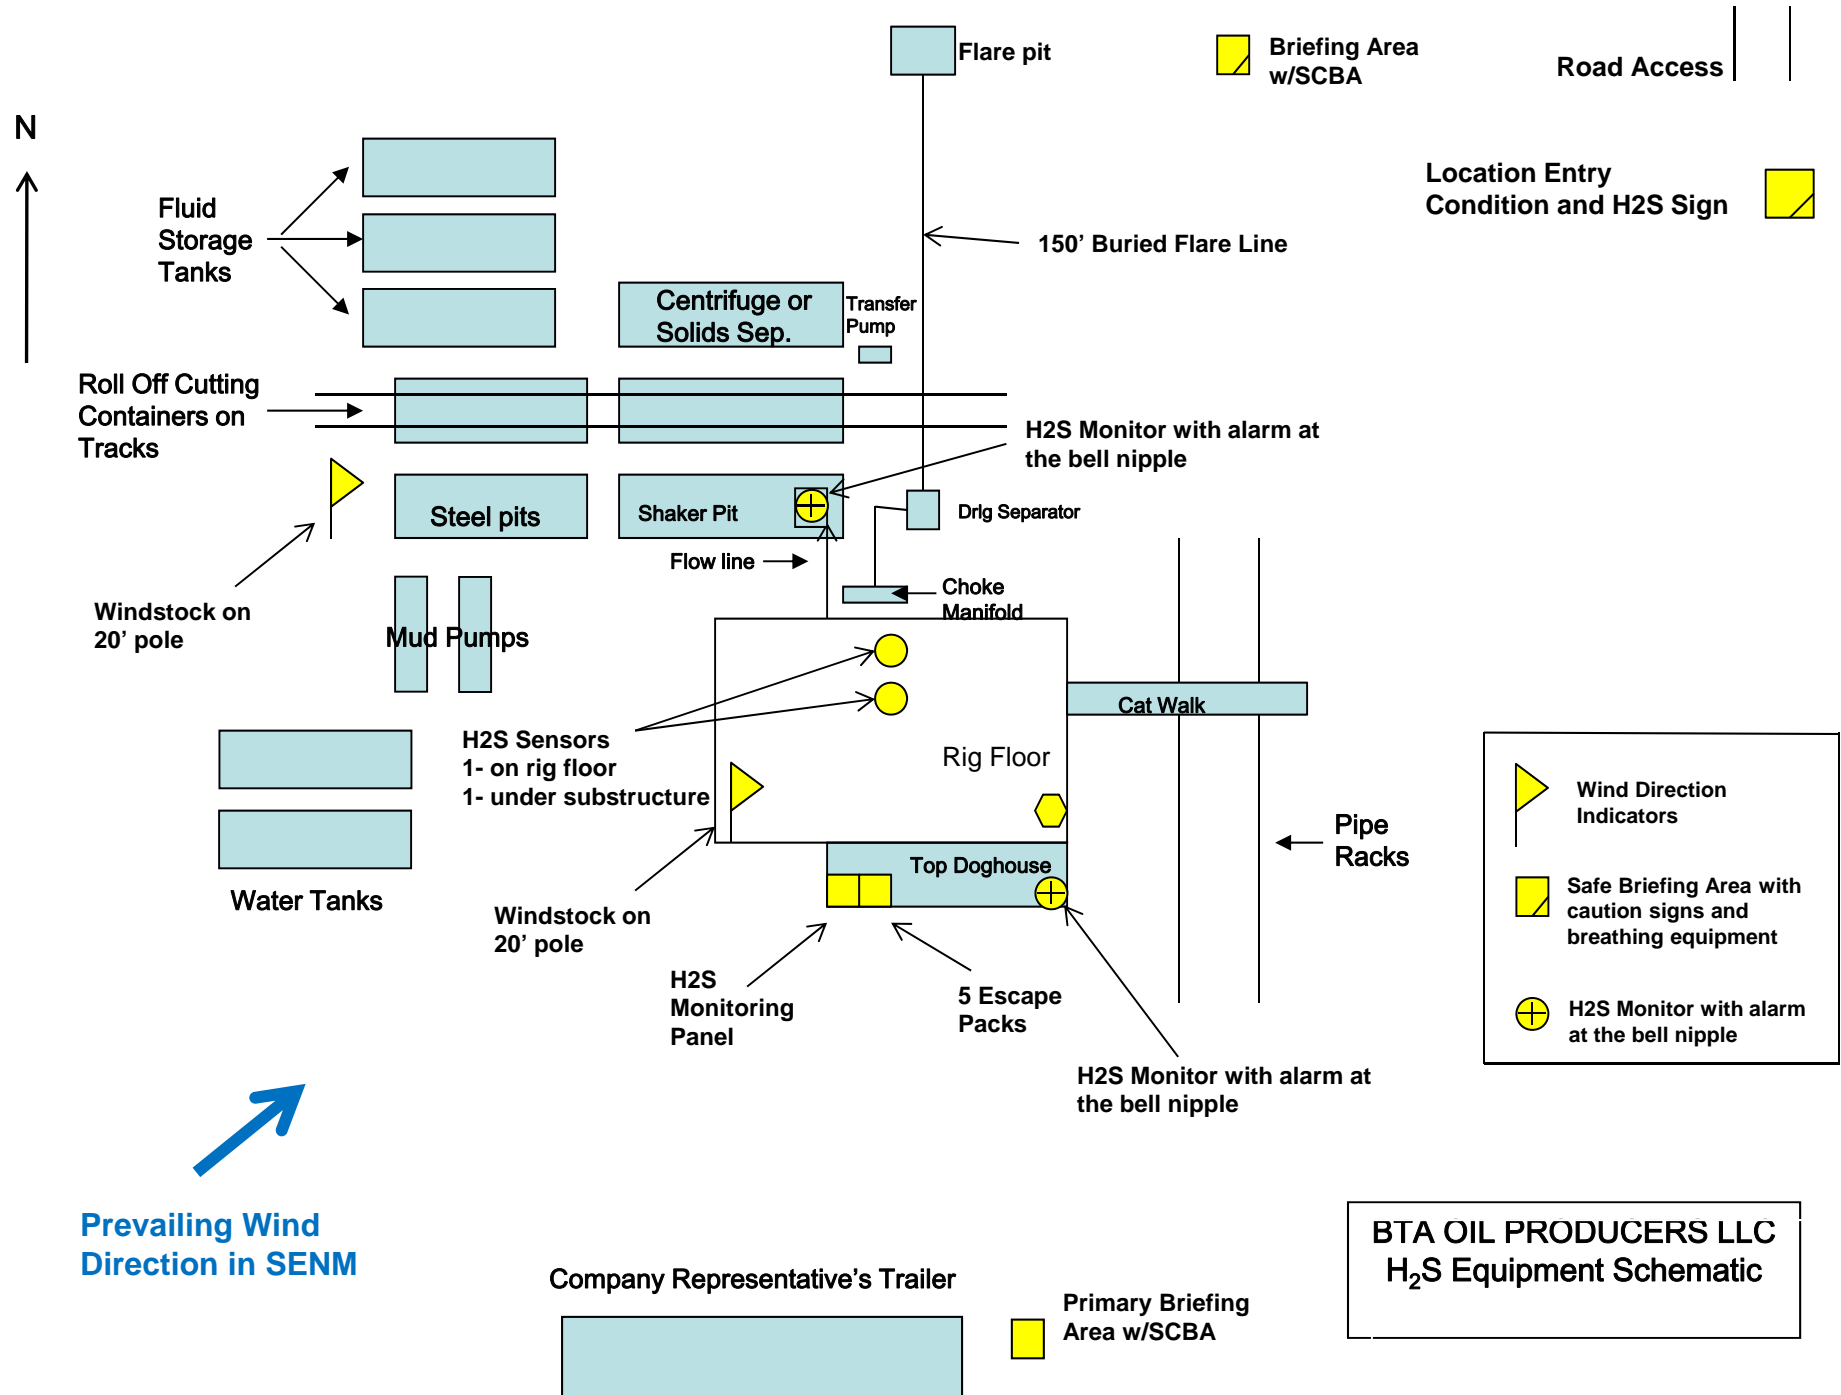 Flare pit
Briefing Area
w/SCBA
Road Access
N
Location Entry
Condition and H2S Sign
Fluid
Storage
Tanks
150’ Buried Flare Line
Centrifuge or
Solids Sep.
Transfer
Pump
Roll Off Cutting
Containers on
Tracks
H2S Monitor with alarm at
the bell nipple
Steel pits
Shaker Pit
Drlg Separator
Flow line
Choke
Manifold
Windstock on
20’ pole
Mud Pumps
Cat Walk
H2S Sensors
1- on rig floor
1- under substructure
Rig Floor
Wind Direction
Indicators
Pipe
Racks
Top Doghouse
Safe Briefing Area with
caution signs and
breathing equipment
Water Tanks
Windstock on
20’ pole
H2S
Monitoring
Panel
5 Escape
Packs
H2S Monitor with alarm
at the bell nipple
H2S Monitor with alarm at
the bell nipple
Prevailing Wind
Direction in SENM
BTA OIL PRODUCERS LLC
H₂S Equipment Schematic
Company Representative’s Trailer
Primary Briefing
Area w/SCBA